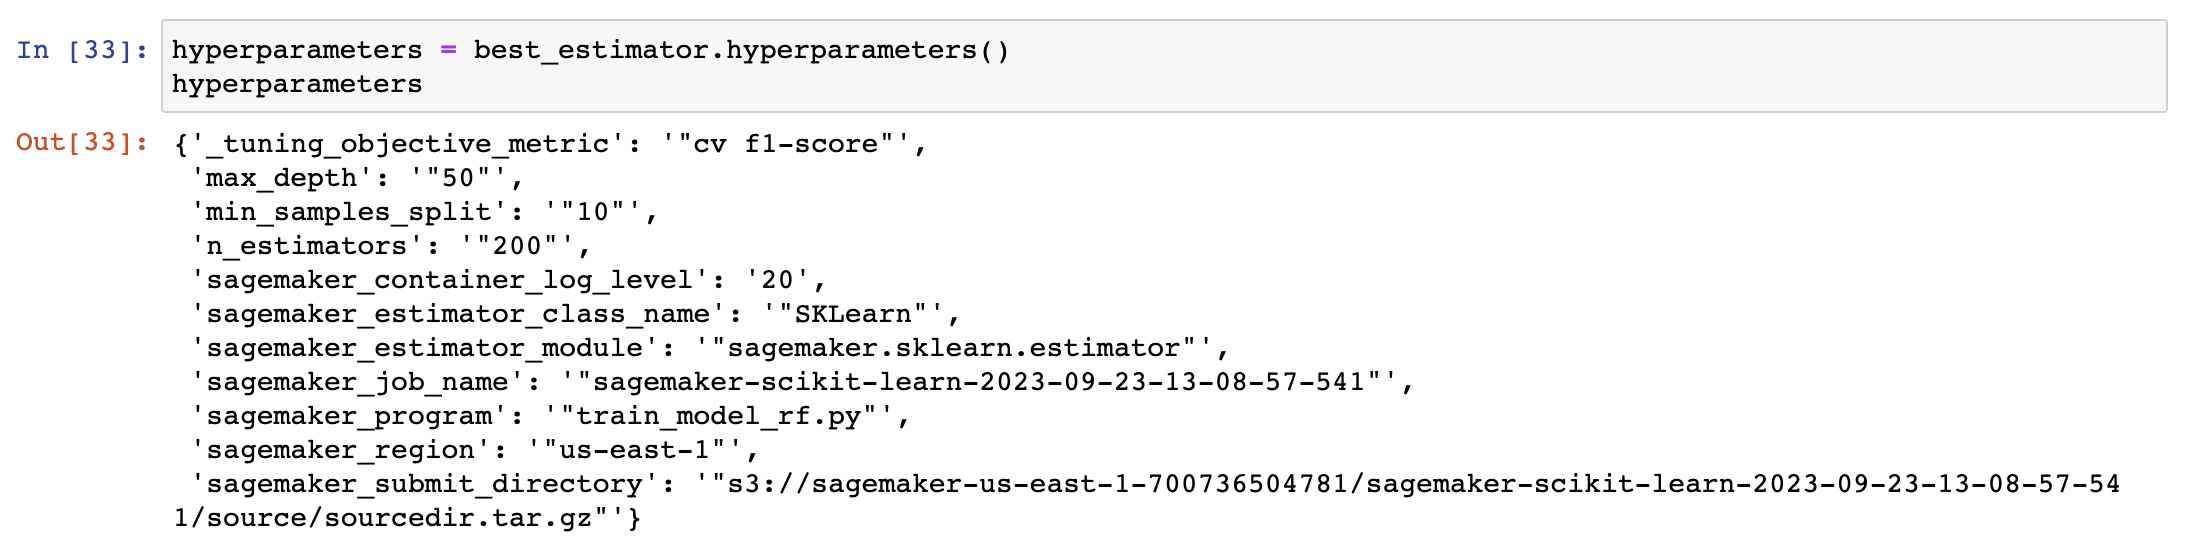 In [33]: hyperparameters = best_estimator.hyperparameters()
hyperparameters
Out[33]: {'_tuning_objective_metric': '"cv f1-score"',
'max_depth': '"50"',
'min_samples_split': '"10"',
'n_estimators': '"200"',
'sagemaker_container_log_level': '20',
'sagemaker_estimator_class_name': '"SKLearn"',
'sagemaker_estimator_module': '"sagemaker.sklearn.estimator"',
'sagemaker_job_name': '"sagemaker-scikit-learn-2023-09-23-13-08-57-541"',
'sagemaker_program': '"train_model_rf.py"',
'sagemaker_region': '"us-east-1"',
'sagemaker_submit_directory': '"s3://sagemaker-us-east-1-700736504781/sagemaker-scikit-learn-2023-09-23-13-08-57-54
1/source/sourcedir.tar.gz"'}